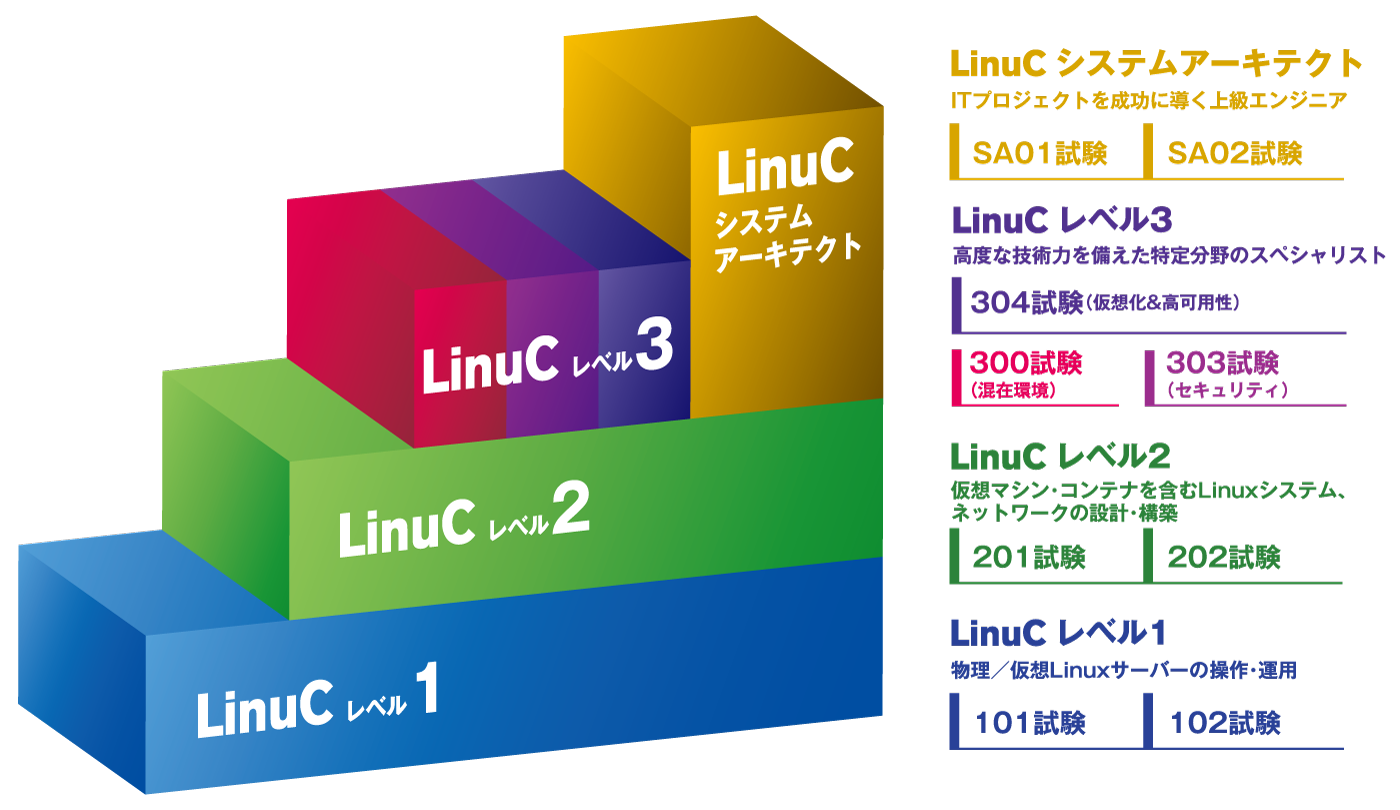 LinuC
システム
アーキテクト
LinuC レベル3
LinuC レベル2
LinuC レベル1
LinuC システムアーキテクト
ITプロジェクトを成功に導く上級エンジニア
SA01試験 SA02試験
LinuC レベル3
高度な技術力を備えた特定分野のスペシャリスト
304試験(仮想化&高可用性)
300試験 303試験
(混在環境) (セキュリティ)
LinuC レベル2
仮想マシン・コンテナを含むLinuxシステム、
ネットワークの設計・構築
201試験 202試験
LinuC レベル1
物理／仮想Linuxサーバーの操作・運用
101試験 102試験